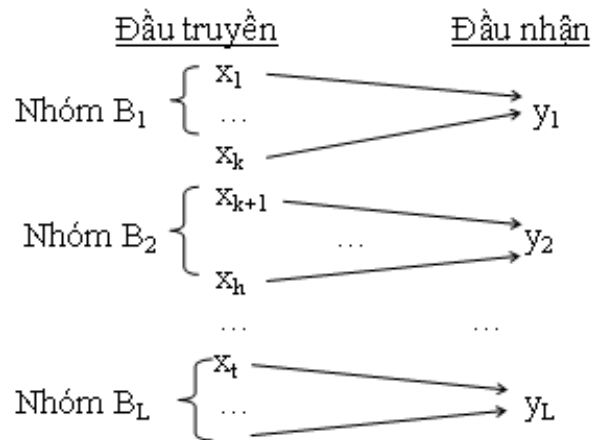 Đầu truyền Đầu nhận
x1
Nhóm B1 … y1
xk
xk+1
Nhóm B2 … y2
xh
… …
xt
Nhóm BL … yL